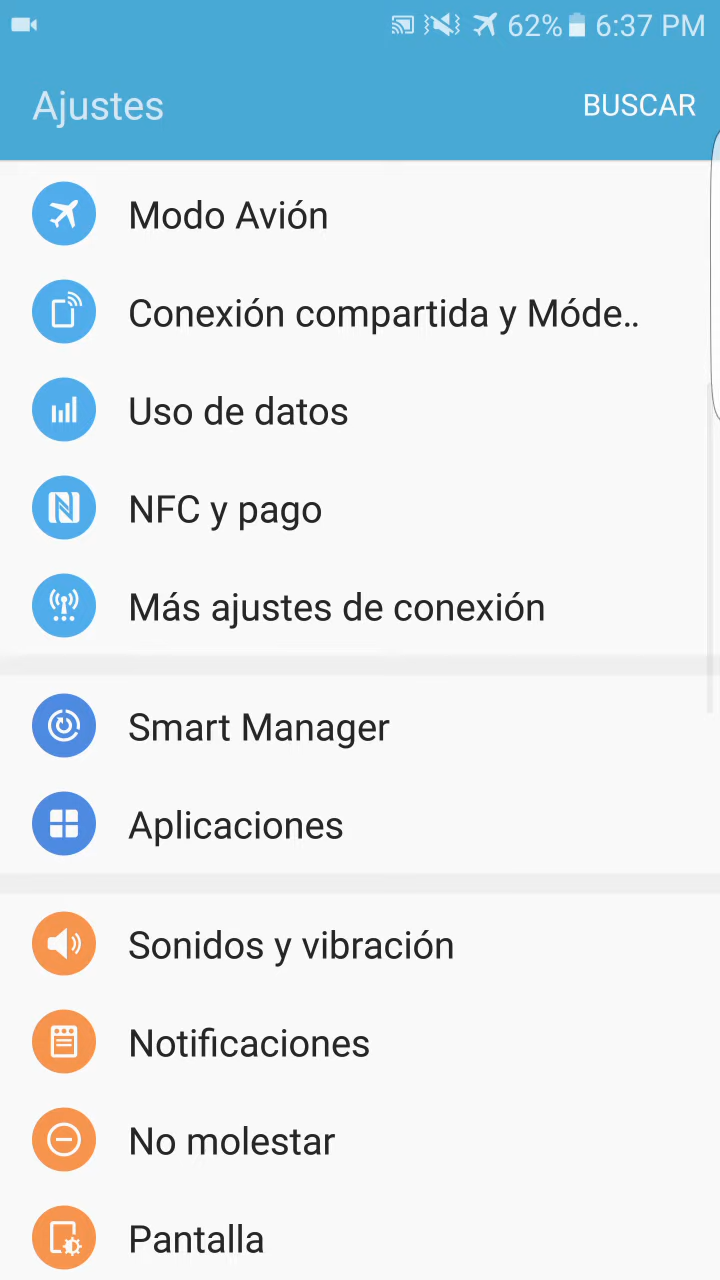 62% 6:37 PM
Ajustes
BUSCAR
Modo Avión
Conexión compartida y Móde..
Uso de datos
NFC y pago
Más ajustes de conexión
Smart Manager
Aplicaciones
Sonidos y vibración
Notificaciones
No molestar
Pantalla